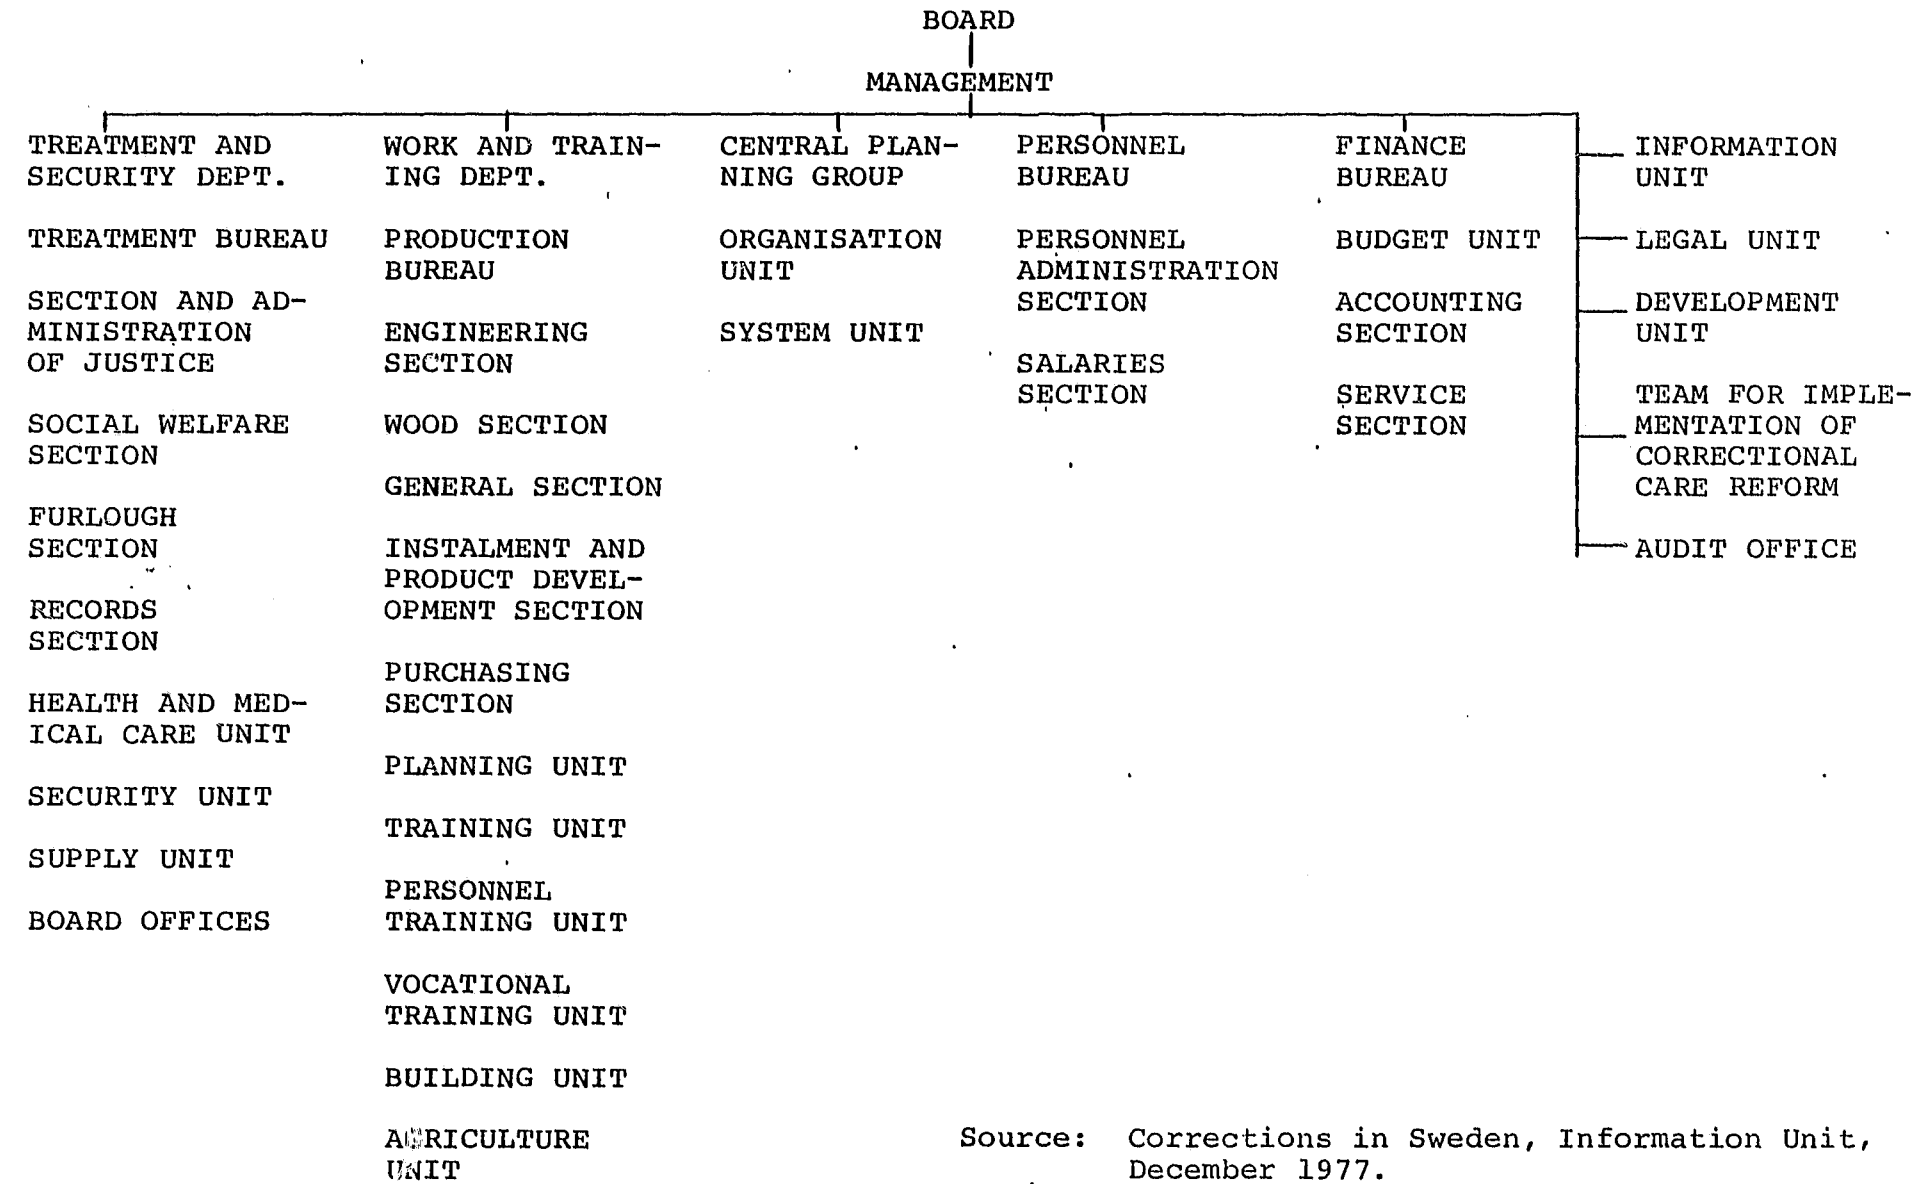 BOARD
MANAGEMENT
TREATMENT AND
SECURITY DEPT.
TREATMENT BUREAU
SECTION AND AD-
MINISTRATION
OF JUSTICE
SOCIAL WELFARE
SECTION
FURLOUGH
SECTION
RECORDS
SECTION
HEALTH AND MED-
ICAL CARE UNIT
SECURITY UNIT
SUPPLY UNIT
BOARD OFFICES
WORK AND TRAIN-
ING DEPT.
PRODUCTION
BUREAU
ENGINEERING
SECTION
WOOD SECTION
GENERAL SECTION
INSTALMENT AND
PRODUCT DEVEL-
OPMENT SECTION
PURCHASING
SECTION
PLANNING UNIT
TRAINING UNIT
PERSONNEL
TRAINING UNIT
VOCATIONAL
TRAINING UNIT
BUILDING UNIT
AGRICULTURE
UNIT
CENTRAL PLAN-
NING GROUP
ORGANISATION
UNIT
SYSTEM UNIT
PERSONNEL
BUREAU
PERSONNEL
ADMINISTRATION
SECTION
SALARIES
SECTION
FINANCE
BUREAU
BUDGET UNIT
ACCOUNTING
SECTION
SERVICE
SECTION
INFORMATION
UNIT
LEGAL UNIT
DEVELOPMENT
UNIT
TEAM FOR IMPLE-
MENTATION OF
CORRECTIONAL
CARE REFORM
AUDIT OFFICE
Source: Corrections in Sweden, Information Unit,
December 1977.